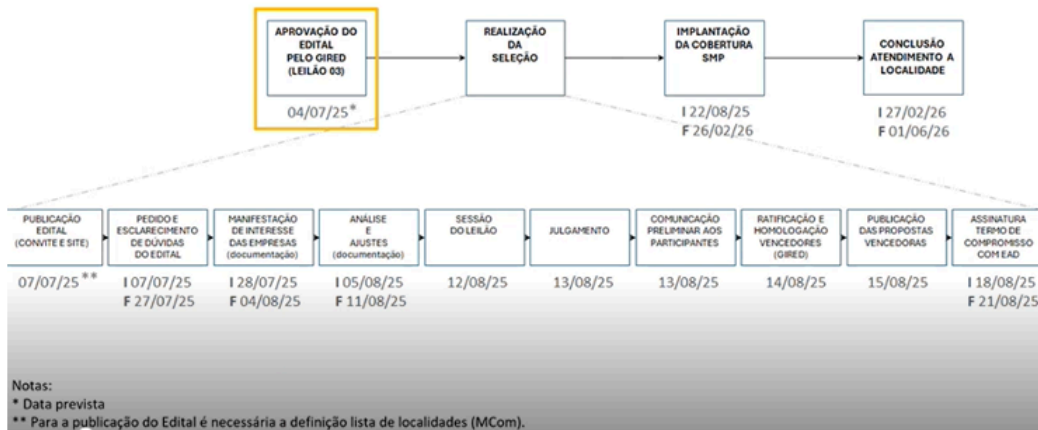 APROVAÇÃO DO
EDITAL
PELO GIRED
(LEILÃO 03)
04/07/25*
REALIZAÇÃO
DA
SELEÇÃO
IMPLANTAÇÃO
DA COBERTURA
SMP
I 22/08/25
F 26/02/26
CONCLUSÃO
ATENDIMENTO A
LOCALIDADE
I 27/02/26
F 01/06/26
PUBLICAÇÃO
EDITAL
(CONVITE E SITE)
07/07/25**
PEDIDO E
ESCLARECIMENTO
DE DÚVIDAS
DO EDITAL
I 07/07/25
F 27/07/25
MANIFESTAÇÃO
DE INTERESSE
DAS EMPRESAS
(documentação)
I 28/07/25
F 04/08/25
ANÁLISE
E
AJUSTES
(documentação)
I 05/08/25
F 11/08/25
SESSÃO
DO LEILÃO
12/08/25
JULGAMENTO
13/08/25
COMUNICAÇÃO
PRELIMINAR AOS
PARTICIPANTES
13/08/25
RATIFICAÇÃO E
HOMOLOGAÇÃO
VENCEDORES
(GIRED)
14/08/25
PUBLICAÇÃO
DAS PROPOSTAS
VENCEDORAS
15/08/25
ASSINATURA
TERMO DE
COMPROMISSO
COM EAD
I 18/08/25
F 21/08/25
Notas:
* Data prevista
** Para a publicação do Edital é necessária a definição lista de localidades (MCom).